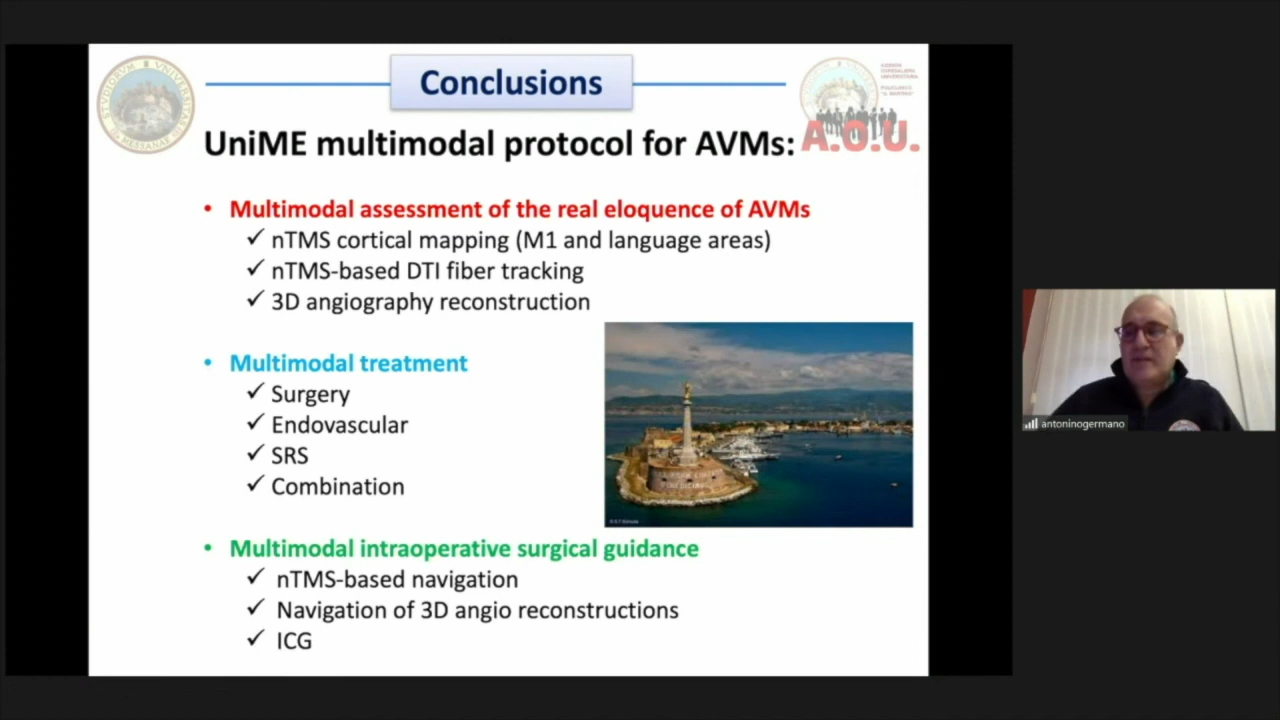 Conclusions
UniME multimodal protocol for AVMs:
A.O.U.
• Multimodal assessment of the real eloquence of AVMs
✓ nTMS cortical mapping (M1 and language areas)
✓ nTMS-based DTI fiber tracking
✓ 3D angiography reconstruction
• Multimodal treatment
✓ Surgery
✓ Endovascular
✓ SRS
✓ Combination
• Multimodal intraoperative surgical guidance
✓ nTMS-based navigation
✓ Navigation of 3D angio reconstructions
✓ ICG
antoninogermano